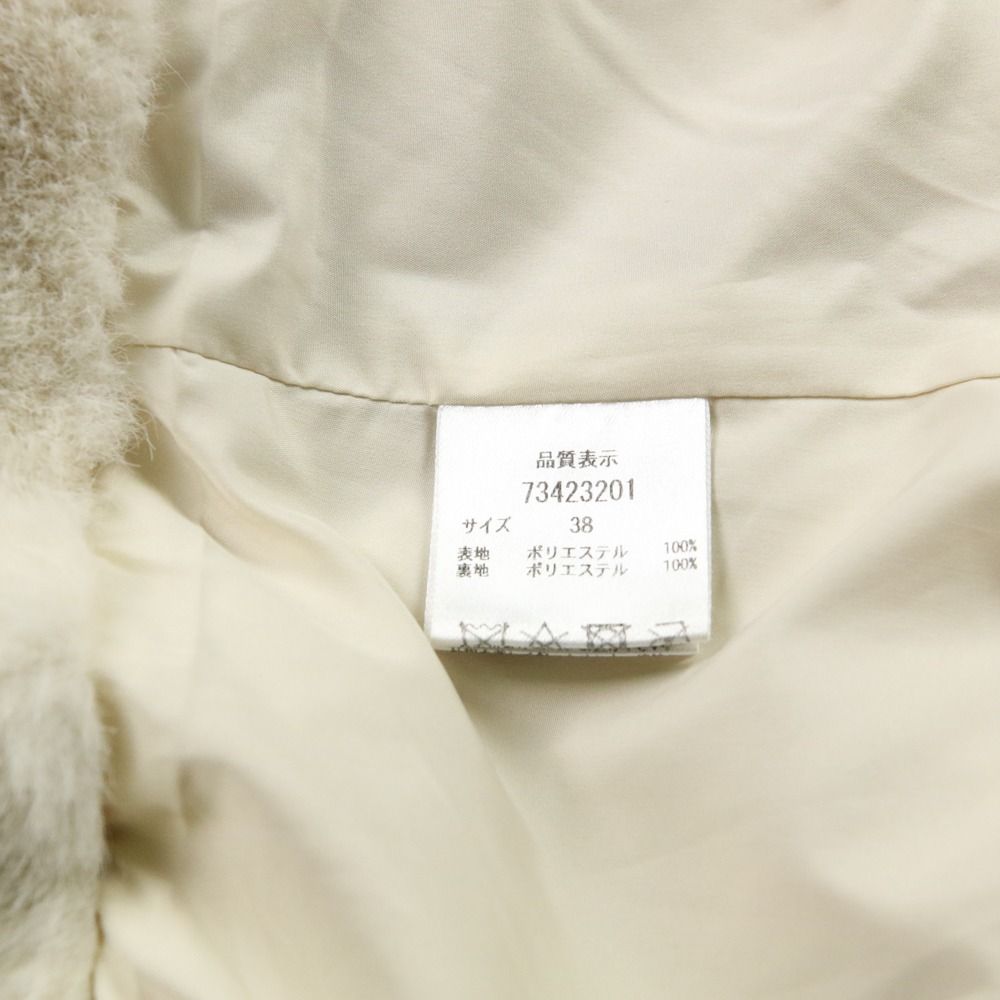 品質表示
73423201
サイズ 38
表地 ポリエステル 100%
裏地 ポリエステル 100%